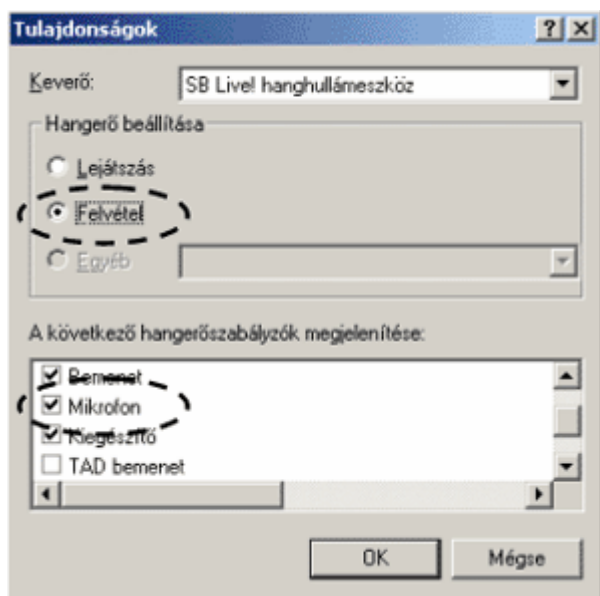 Tulajdonságok
Keverő: SB Live! hanghullámeszköz
Hangerő beállítása
Lejátszás
Felvétel
Egyéb
A következő hangerőszabályzók megjelenítése:
Bemenet
Mikrofon
Kiegészítő
TAD bemenet
OK Mégse